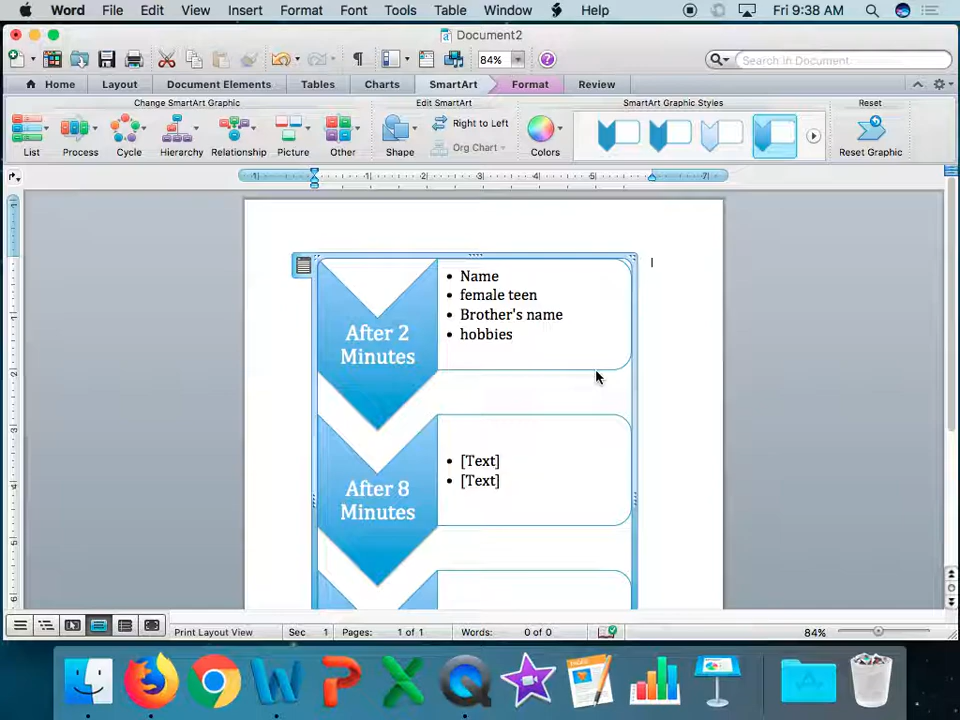 Word File Edit View Insert Format Font Tools Table Window Help Fri 9:38 AM
Document2
84% Search in Document
Home Layout Document Elements Tables Charts SmartArt Format Review
Change SmartArt Graphic Edit SmartArt SmartArt Graphic Styles Reset
Right to Left
Org Chart
List Process Cycle Hierarchy Relationship Picture Other Shape Colors Reset Graphic
Name
female teen
Brother's name
hobbies
After 2
Minutes
[Text]
[Text]
After 8
Minutes
Print Layout View Sec 1 Pages: 1 of 1 Words: 0 of 0 84%